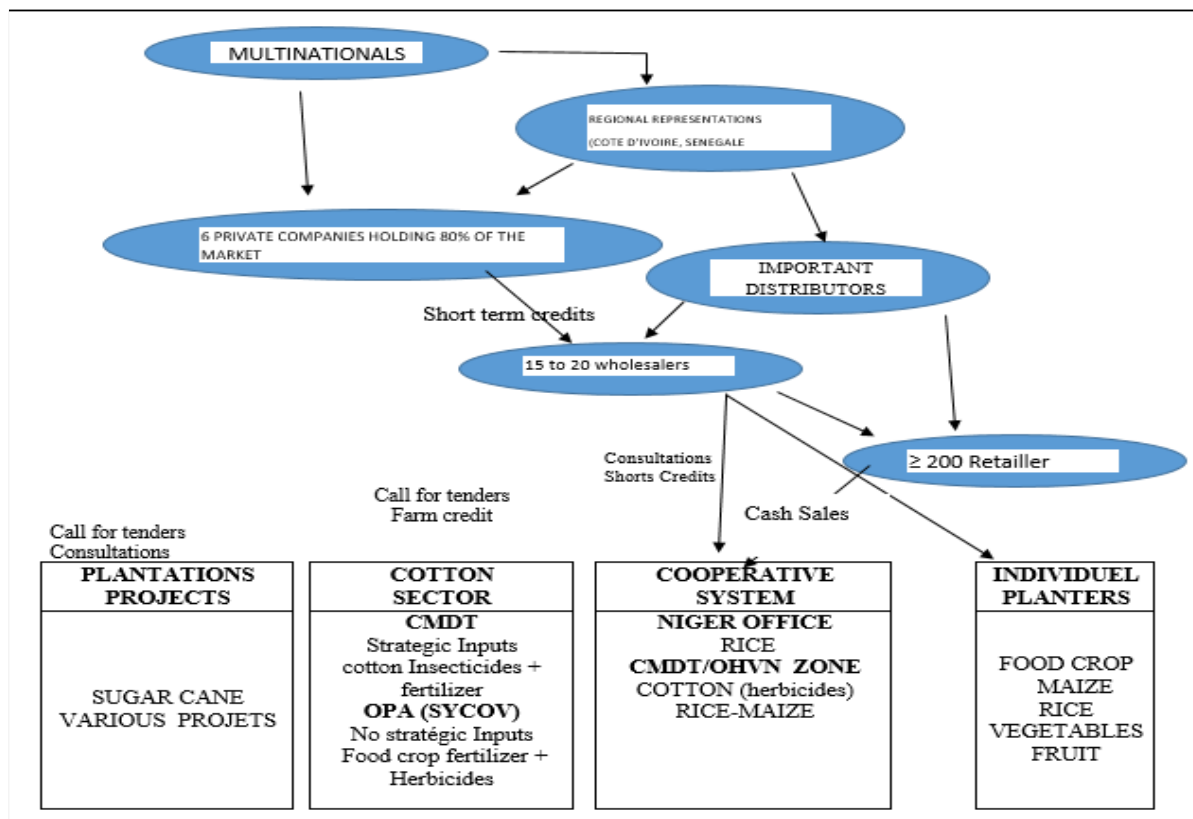 MULTINATIONALS
REGIONAL REPRESENTATIONS
(COTE D'IVOIRE, SENEGALE
6 PRIVATE COMPANIES HOLDING 80% OF THE
MARKET
IMPORTANT
DISTRIBUTORS
Short term credits
15 to 20 wholesalers
≥ 200 Retailler
Consultations
Shorts Credits
Call for tenders
Farm credit
Cash Sales
Call for tenders
Consultations
PLANTATIONS
PROJECTS
SUGAR CANE
VARIOUS PROJETS
COTTON
SECTOR
CMDT
Strategic Inputs
cotton Insecticides +
fertilizer
OPA (SYCOV)
No stratégic Inputs
Food crop fertilizer +
Herbicides
COOPERATIVE
SYSTEM
NIGER OFFICE
RICE
CMDT/OHVN ZONE
COTTON (herbicides)
RICE-MAIZE
INDIVIDUEL
PLANTERS
FOOD CROP
MAIZE
RICE
VEGETABLES
FRUIT